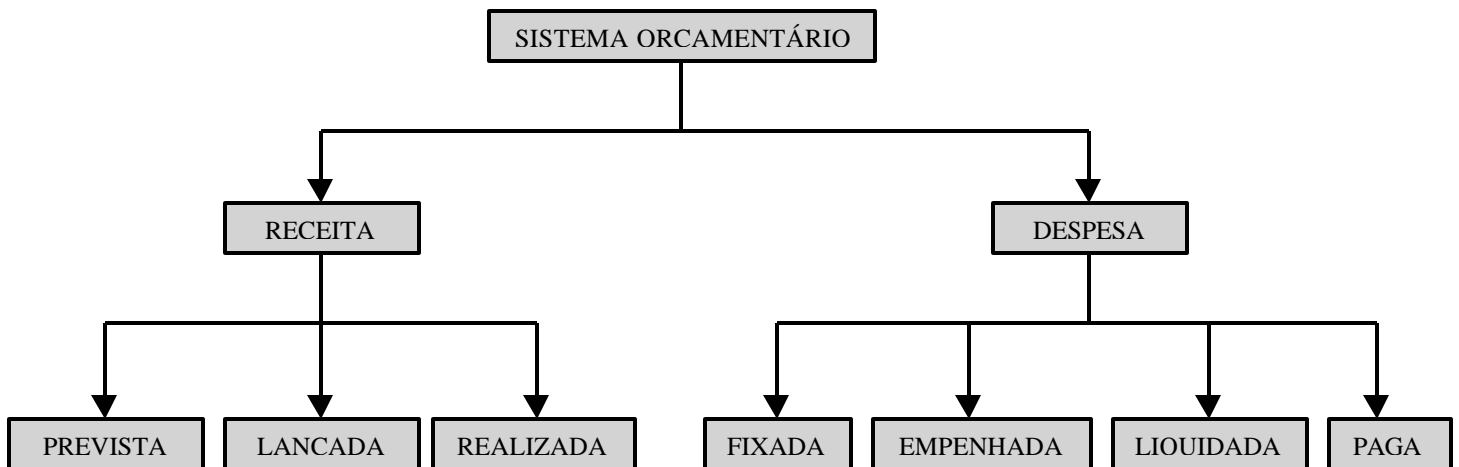 SISTEMA ORCAMENTÁRIO
RECEITA
DESPESA
PREVISTA
LANCADA
REALIZADA
FIXADA
EMPENHADA
LIOUIDADA
PAGA